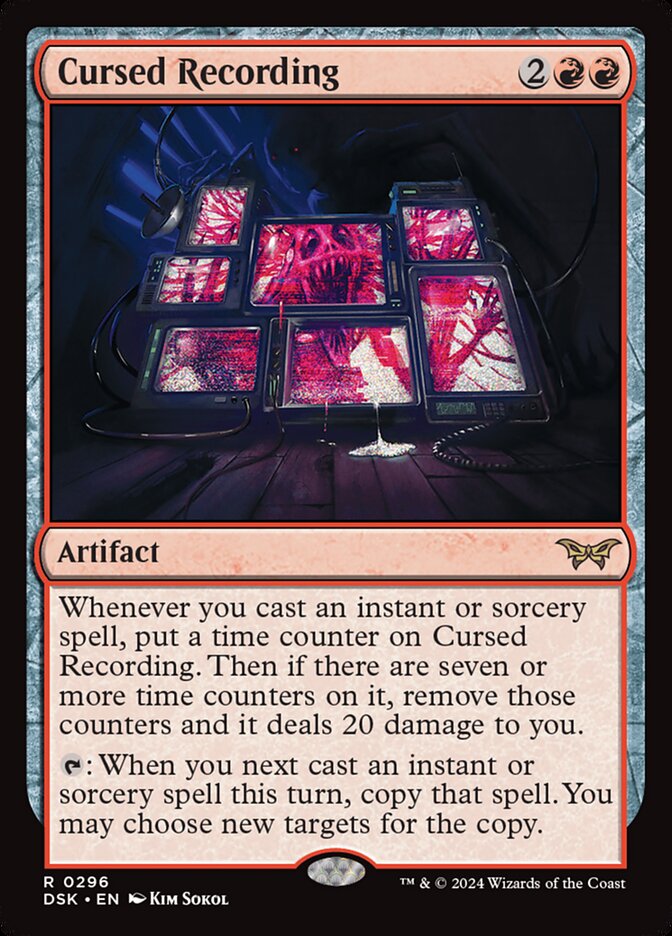 Cursed Recording 2
Artifact
Whenever you cast an instant or sorcery
spell, put a time counter on Cursed
Recording. Then if there are seven or
more time counters on it, remove those
counters and it deals 20 damage to you.
: When you next cast an instant or
sorcery spell this turn, copy that spell. You
may choose new targets for the copy.
R 0296
DSK • EN Kim Sokol
™ & © 2024 Wizards of the Coast